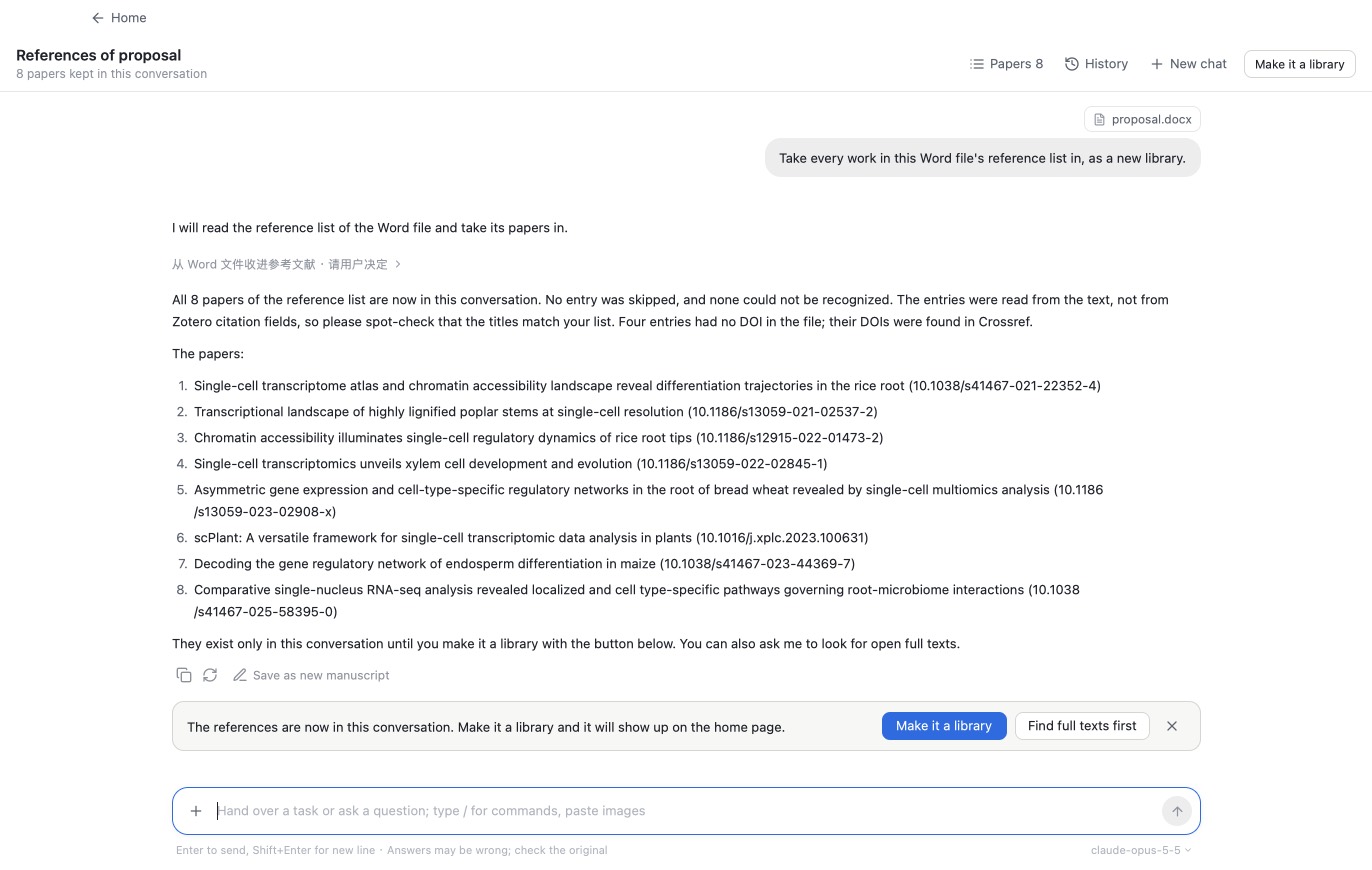 Home
References of proposal
8 papers kept in this conversation
Papers 8
History
New chat
Make it a library
proposal.docx
Take every work in this Word file's reference list in, as a new library.
I will read the reference list of the Word file and take its papers in.
从 Word 文件收进参考文献 · 请用户决定
All 8 papers of the reference list are now in this conversation. No entry was skipped, and none could not be recognized. The entries were read from the text, not from
Zotero citation fields, so please spot-check that the titles match your list. Four entries had no DOI in the file; their DOIs were found in Crossref.
The papers:
1. Single-cell transcriptome atlas and chromatin accessibility landscape reveal differentiation trajectories in the rice root (10.1038/s41467-021-22352-4)
2. Transcriptional landscape of highly lignified poplar stems at single-cell resolution (10.1186/s13059-021-02537-2)
3. Chromatin accessibility illuminates single-cell regulatory dynamics of rice root tips (10.1186/s12915-022-01473-2)
4. Single-cell transcriptomics unveils xylem cell development and evolution (10.1186/s13059-022-02845-1)
5. Asymmetric gene expression and cell-type-specific regulatory networks in the root of bread wheat revealed by single-cell multiomics analysis (10.1186
/s13059-023-02908-x)
6. scPlant: A versatile framework for single-cell transcriptomic data analysis in plants (10.1016/j.xplc.2023.100631)
7. Decoding the gene regulatory network of endosperm differentiation in maize (10.1038/s41467-023-44369-7)
8. Comparative single-nucleus RNA-seq analysis revealed localized and cell type-specific pathways governing root-microbiome interactions (10.1038
/s41467-025-58395-0)
They exist only in this conversation until you make it a library with the button below. You can also ask me to look for open full texts.
Save as new manuscript
The references are now in this conversation. Make it a library and it will show up on the home page.
Make it a library
Find full texts first
Hand over a task or ask a question; type / for commands, paste images
Enter to send, Shift+Enter for new line · Answers may be wrong; check the original
claude-opus-5-5